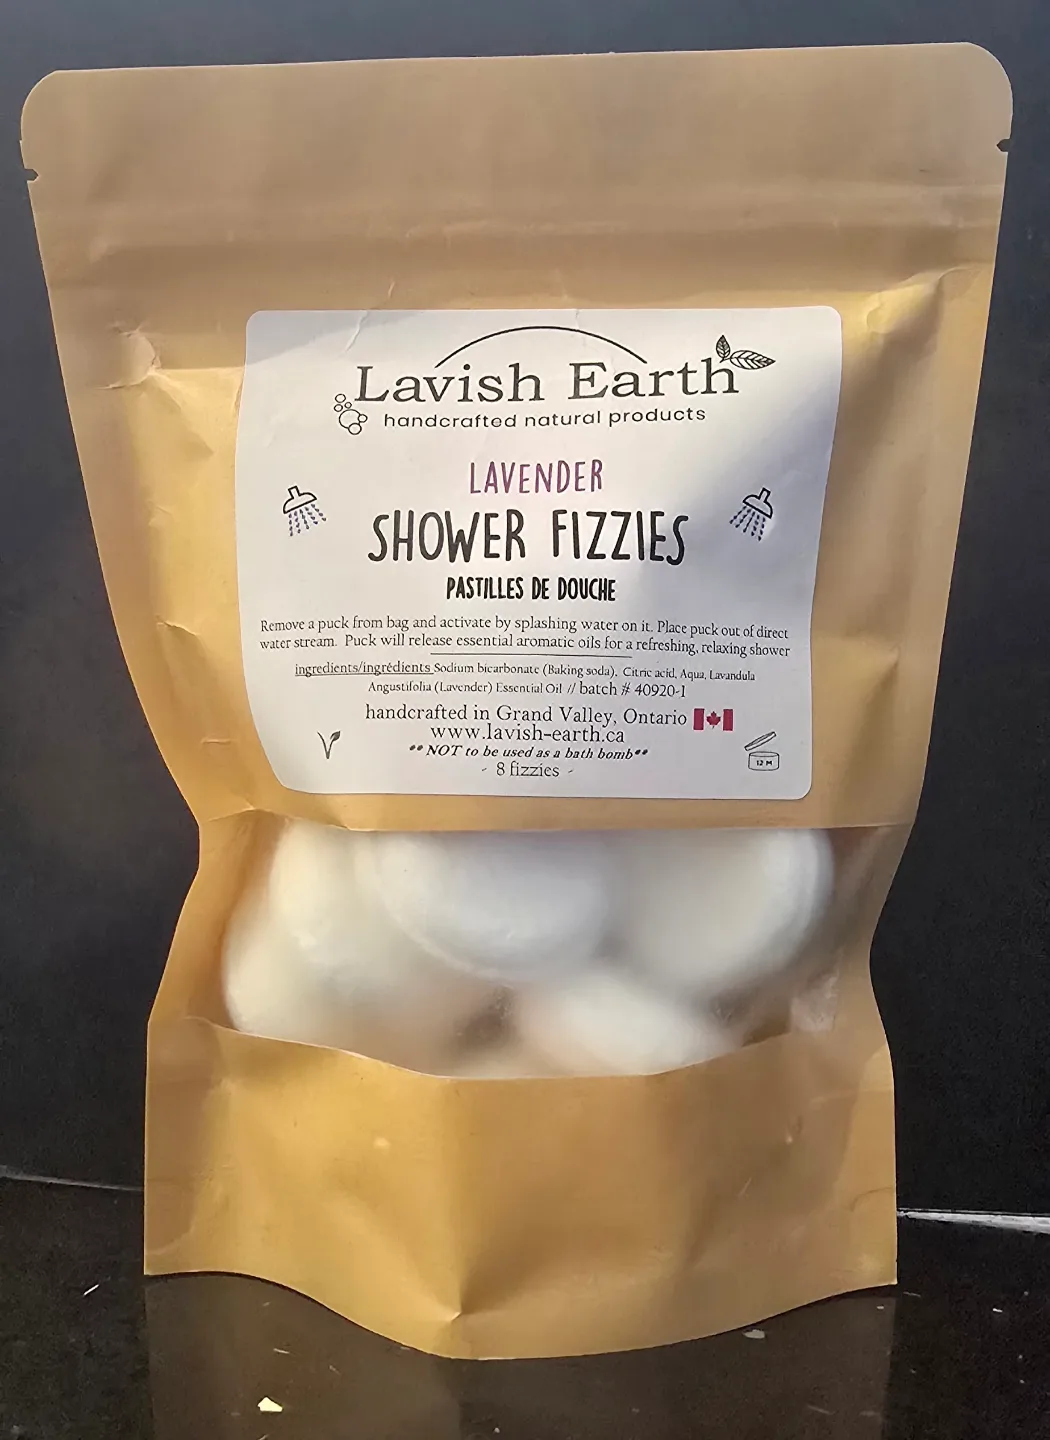 Lavish Earth
handcrafted natural products
LAVENDER
SHOWER FIZZIES
PASTILLES DE DOUCHE
Remove a puck from bag and activate by splashing water on it. Place puck out of direct
water stream. Puck will release essential aromatic oils for a refreshing, relaxing shower
ingredients/ingrédients Sodium bicarbonate (Baking soda), Citric acid, Aqua, Lavandula
Angustifolia (Lavender) Essential Oil // batch # 40920-1
handcrafted in Grand Valley, Ontario
www.lavish-earth.ca
**NOT to be used as a bath bomb**
- 8 fizzies -
12 M